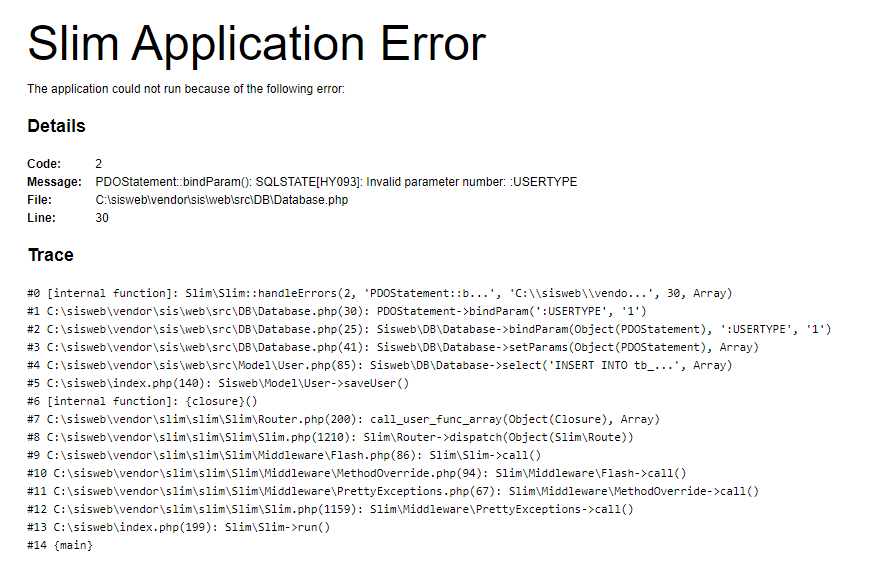 Slim Application Error
The application could not run because of the following error:
Details
Code: 2
Message: PDOStatement::bindParam(): SQLSTATE[HY093]: Invalid parameter number: :USERTYPE
File: C:\sisweb\vendor\sis\web\src\DB\Database.php
Line: 30
Trace
#0 [internal function]: Slim\Slim::handleErrors(2, 'PDOStatement::b...', 'C:\\sisweb\\vendo...', 30, Array)
#1 C:\sisweb\vendor\sis\web\src\DB\Database.php(30): PDOStatement->bindParam(':USERTYPE', '1')
#2 C:\sisweb\vendor\sis\web\src\DB\Database.php(25): Sisweb\DB\Database->bindParam(Object(PDOStatement), ':USERTYPE', '1')
#3 C:\sisweb\vendor\sis\web\src\DB\Database.php(41): Sisweb\DB\Database->setParams(Object(PDOStatement), Array)
#4 C:\sisweb\vendor\sis\web\src\Model\User.php(85): Sisweb\DB\Database->select('INSERT INTO tb_...', Array)
#5 C:\sisweb\index.php(140): Sisweb\Model\User->saveUser()
#6 [internal function]: {closure}()
#7 C:\sisweb\vendor\slim\slim\Slim\Router.php(200): call_user_func_array(Object(Closure), Array)
#8 C:\sisweb\vendor\slim\slim\Slim\Slim.php(1210): Slim\Router->dispatch(Object(Slim\Route))
#9 C:\sisweb\vendor\slim\slim\Slim\Middleware\Flash.php(86): Slim\Slim->call()
#10 C:\sisweb\vendor\slim\slim\Slim\Middleware\MethodOverride.php(94): Slim\Middleware\Flash->call()
#11 C:\sisweb\vendor\slim\slim\Slim\Middleware\PrettyExceptions.php(67): Slim\Middleware\MethodOverride->call()
#12 C:\sisweb\vendor\slim\slim\Slim\Slim.php(1159): Slim\Middleware\PrettyExceptions->call()
#13 C:\sisweb\index.php(199): Slim\Slim->run()
#14 {main}